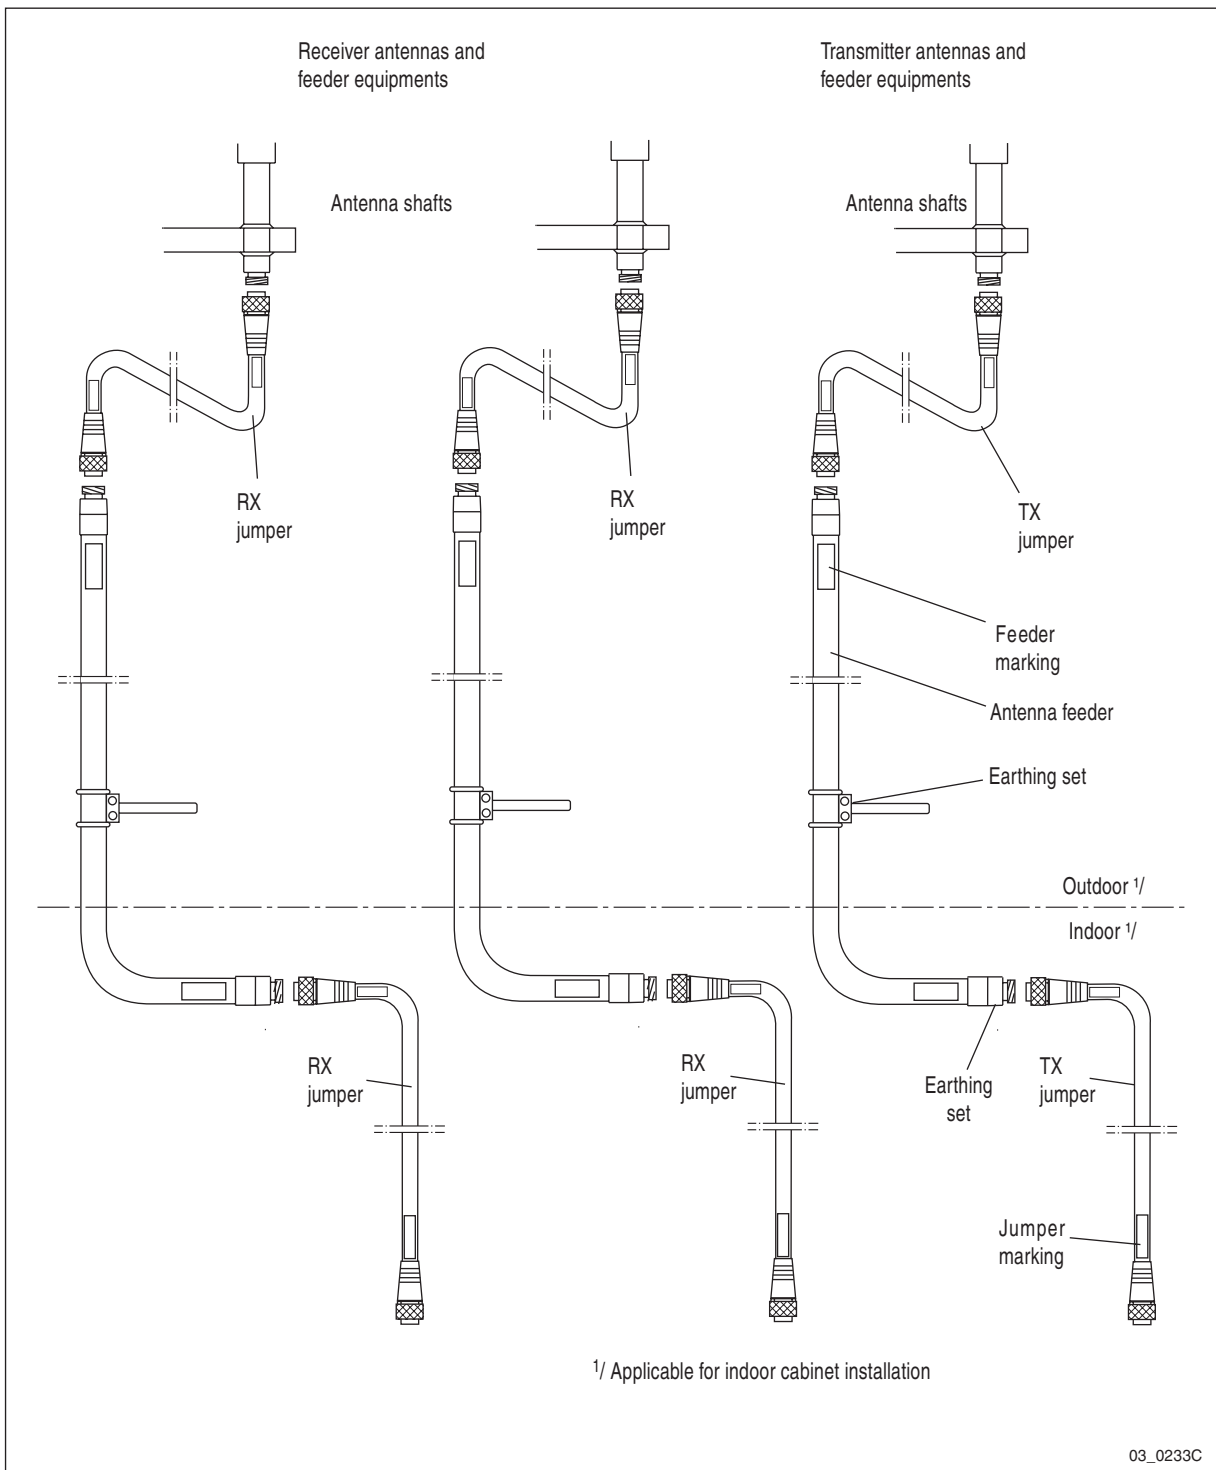 Receiver antennas and
feeder equipments
Transmitter antennas and
feeder equipments
Antenna shafts
Antenna shafts
RX
jumper
RX
jumper
TX
jumper
Feeder
marking
Antenna feeder
Earthing set
Outdoor ¹/
Indoor ¹/
RX
jumper
RX
jumper
Earthing
set
TX
jumper
Jumper
marking
¹/ Applicable for indoor cabinet installation
03_0233C